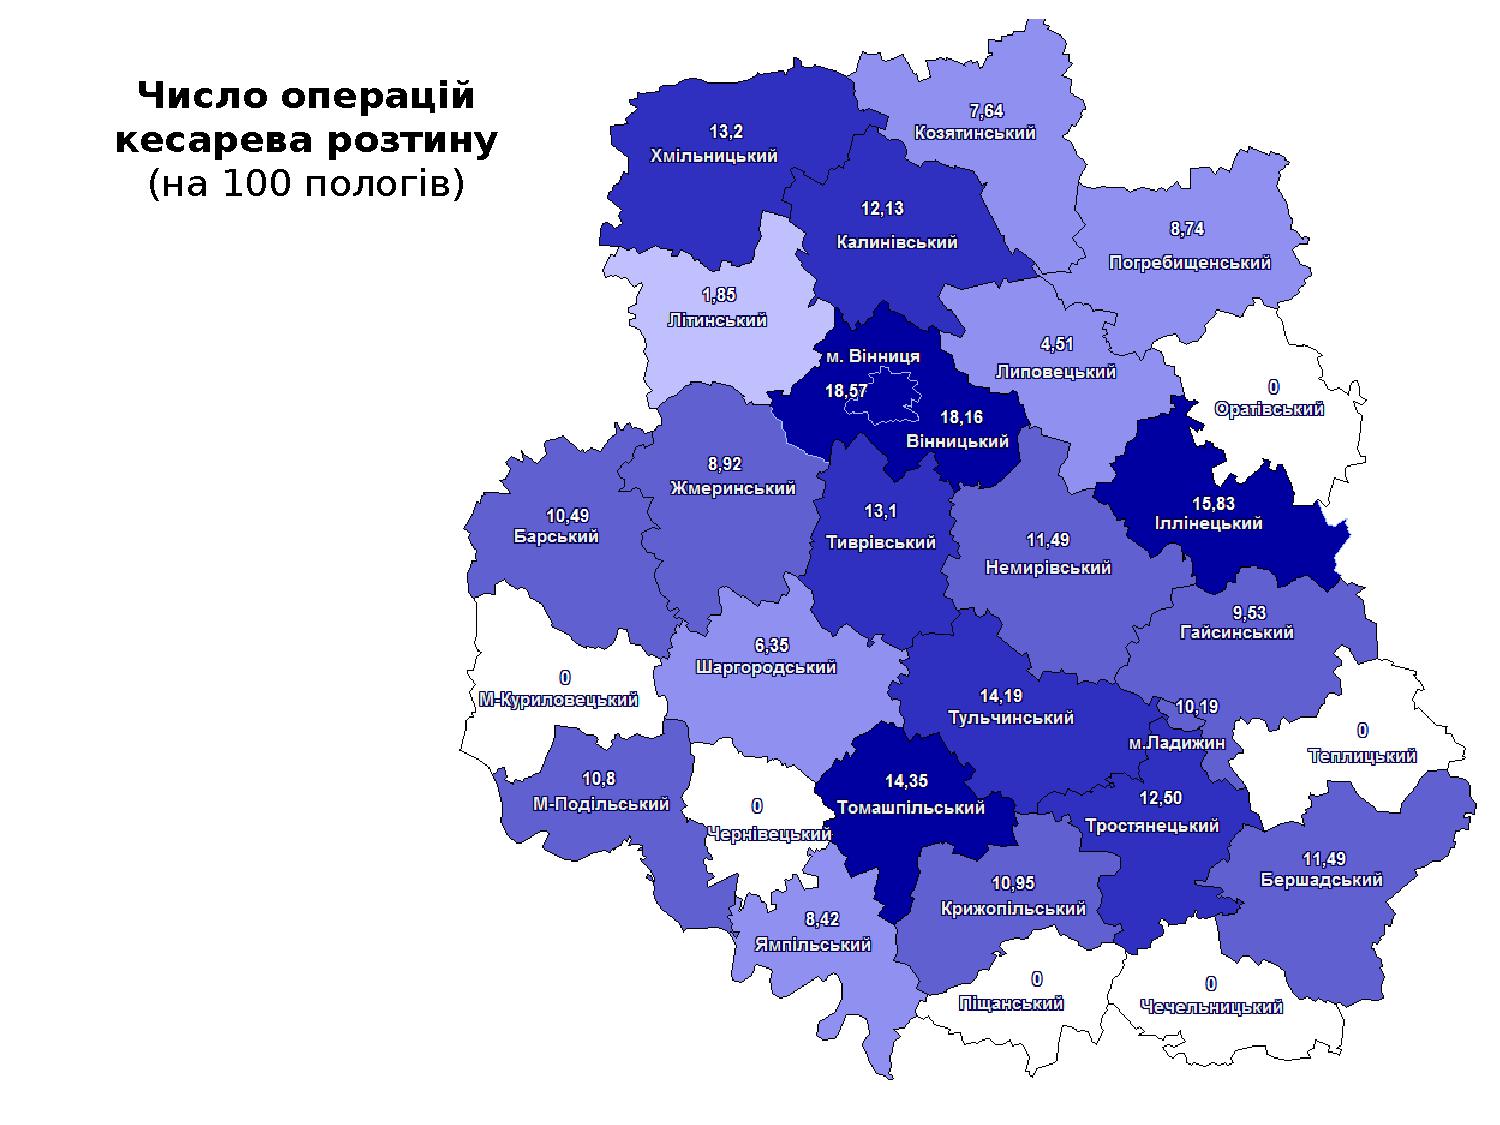 Число операцій
кесарева розтину
(на 100 пологів)
7,64
Козятинський
13,2
Хмільницький
12,13
Калинівський
8,74
Погребищенський
1,85
Літинський
4,51
Липовецький
м. Вінниця
18,57
0
Оратівський
18,16
Вінницький
8,92
Жмеринський
10,49
Барський
13,1
Тиврівський
15,83
Іллінецький
11,49
Немирівський
9,53
Гайсинський
6,35
Шаргородський
0
М-Куриловецький
14,19
Тульчинський
10,19
м.Ладижин
0
Теплицький
10,8
М-Подільський
0
Чернівецький
14,35
Томашпільський
12,50
Тростянецький
11,49
Бершадський
10,95
Крижопільський
8,42
Ямпільський
0
Піщанський
0
Чечельницький